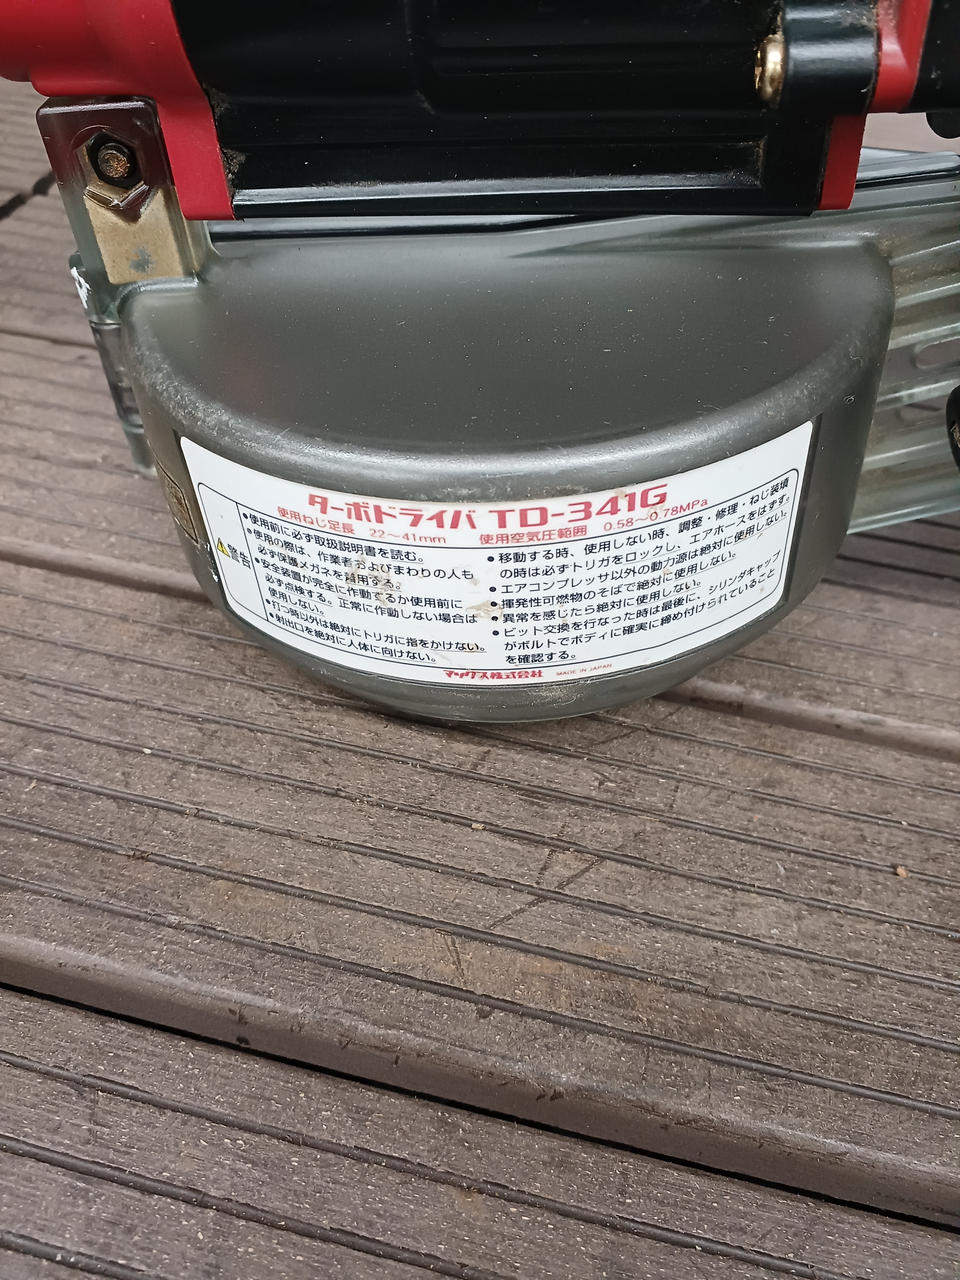 ターボドライバ TD-341G
使用ねじ足長 22～41mm 使用空気圧範囲 0.58～0.78MPa
警告
●使用前に必ず取扱説明書を読む。
●使用の際は、作業者およびまわりの人も
必ず保護メガネを着用する。
●安全装置が完全に作動するか使用前に
必ず点検する。正常に作動しない場合は
使用しない。
●打つ時以外は絶対にトリガに指をかけない。
●射出口を絶対に人体に向けない。
●移動する時、使用しない時、調整・修理・ねじ装填
の時は必ずトリガをロックし、エアホースをはずす。
●エアコンプレッサ以外の動力源は絶対に使用しない。
●揮発性可燃物のそばで絶対に使用しない。
●異常を感じたら絶対に使用しない。
●ビット交換を行なった時は最後に、シリンダキャップ
がボルトでボディに確実に締め付けられていること
を確認する。
マックス株式会社 MADE IN JAPAN